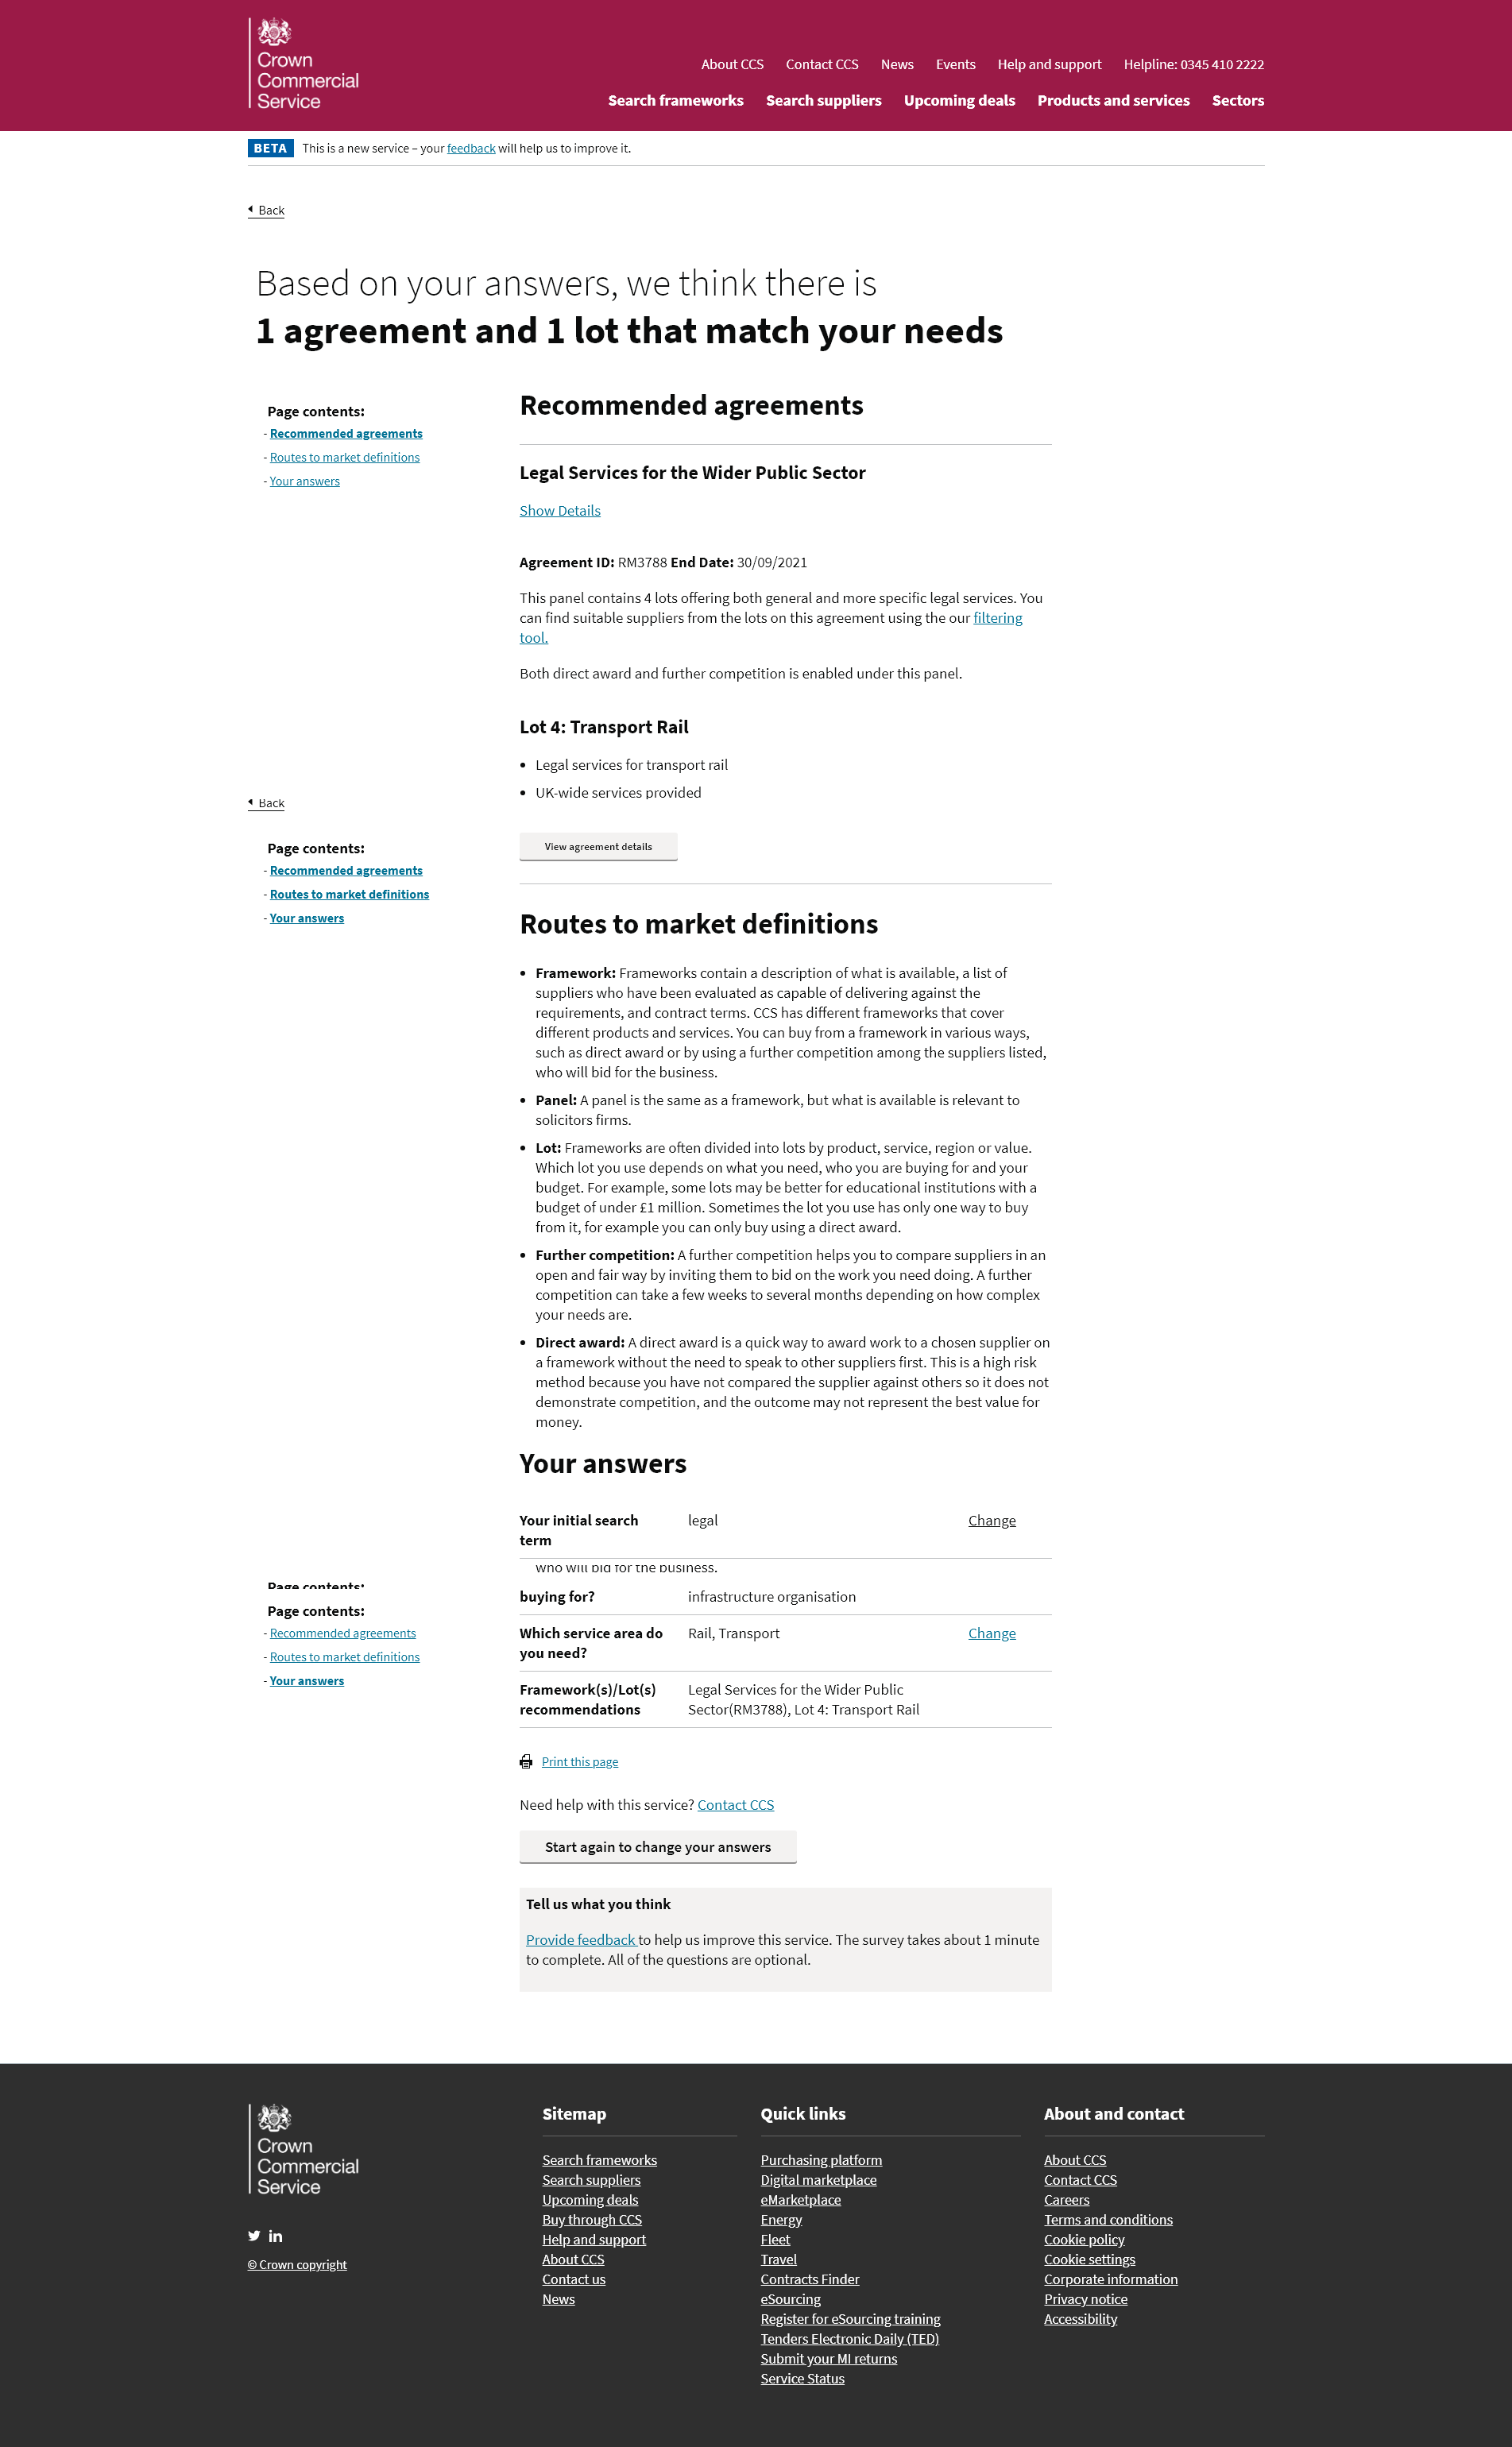 Crown
Commercial
Service
About CCS Contact CCS News Events Help and support Helpline: 0345 410 2222
Search frameworks Search suppliers Upcoming deals Products and services Sectors
BETA This is a new service – your feedback will help us to improve it.
Back
Based on your answers, we think there is
1 agreement and 1 lot that match your needs
Page contents:
- Recommended agreements
- Routes to market definitions
- Your answers
Recommended agreements
Legal Services for the Wider Public Sector
Show Details
Agreement ID: RM3788 End Date: 30/09/2021
This panel contains 4 lots offering both general and more specific legal services. You
can find suitable suppliers from the lots on this agreement using the our filtering
tool.
Both direct award and further competition is enabled under this panel.
Lot 4: Transport Rail
• Legal services for transport rail
• UK-wide services provided
Back
View agreement details
Page contents:
- Recommended agreements
- Routes to market definitions
- Your answers
Routes to market definitions
• Framework: Frameworks contain a description of what is available, a list of
suppliers who have been evaluated as capable of delivering against the
requirements, and contract terms. CCS has different frameworks that cover
different products and services. You can buy from a framework in various ways,
such as direct award or by using a further competition among the suppliers listed,
who will bid for the business.
• Panel: A panel is the same as a framework, but what is available is relevant to
solicitors firms.
• Lot: Frameworks are often divided into lots by product, service, region or value.
Which lot you use depends on what you need, who you are buying for and your
budget. For example, some lots may be better for educational institutions with a
budget of under £1 million. Sometimes the lot you use has only one way to buy
from it, for example you can only buy using a direct award.
• Further competition: A further competition helps you to compare suppliers in an
open and fair way by inviting them to bid on the work you need doing. A further
competition can take a few weeks to several months depending on how complex
your needs are.
• Direct award: A direct award is a quick way to award work to a chosen supplier on
a framework without the need to speak to other suppliers first. This is a high risk
method because you have not compared the supplier against others so it does not
demonstrate competition, and the outcome may not represent the best value for
money.
Your answers
Your initial search legal Change
term
who will bid for the business.
Page contents:
buying for? infrastructure organisation
Page contents:
- Recommended agreements
- Routes to market definitions
- Your answers
Which service area do Rail, Transport Change
you need?
Framework(s)/Lot(s) Legal Services for the Wider Public
recommendations Sector(RM3788), Lot 4: Transport Rail
Print this page
Need help with this service? Contact CCS
Start again to change your answers
Tell us what you think
Provide feedback to help us improve this service. The survey takes about 1 minute
to complete. All of the questions are optional.
Crown
Commercial
Service
© Crown copyright
Sitemap
Search frameworks
Search suppliers
Upcoming deals
Buy through CCS
Help and support
About CCS
Contact us
News
Quick links
Purchasing platform
Digital marketplace
eMarketplace
Energy
Fleet
Travel
Contracts Finder
eSourcing
Register for eSourcing training
Tenders Electronic Daily (TED)
Submit your MI returns
Service Status
About and contact
About CCS
Contact CCS
Careers
Terms and conditions
Cookie policy
Cookie settings
Corporate information
Privacy notice
Accessibility